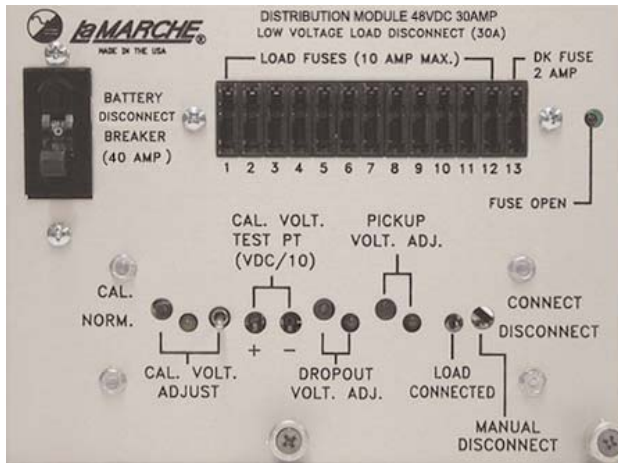 laMARCHE®
MADE IN THE USA
DISTRIBUTION MODULE 48VDC 30AMP
LOW VOLTAGE LOAD DISCONNECT (30A)
LOAD FUSES (10 AMP MAX.)
DK FUSE
2 AMP
BATTERY
DISCONNECT
BREAKER
(40 AMP)
1 2 3 4 5 6 7 8 9 10 11 12 13
FUSE OPEN
CAL. VOLT.
TEST PT
(VDC/10)
PICKUP
VOLT. ADJ.
CAL.
NORM.
CONNECT
DISCONNECT
+ −
CAL. VOLT.
ADJUST
DROPOUT
VOLT. ADJ.
LOAD
CONNECTED
MANUAL
DISCONNECT